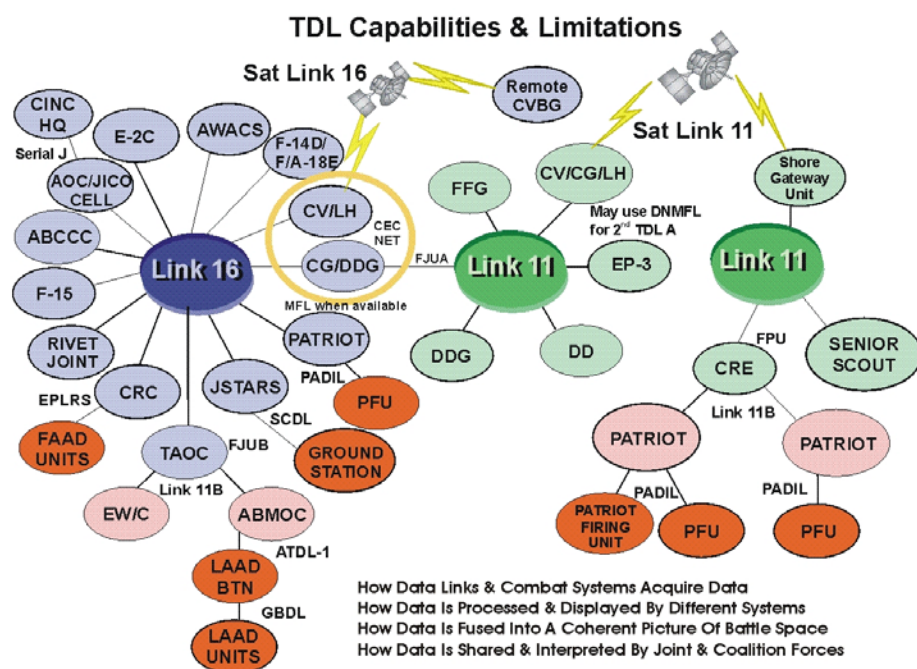 TDL Capabilities & Limitations
Sat Link 16
Remote
CVBG
Sat Link 11
CINC
HQ
E-2C
AWACS
F-14D/
F/A-18E
Serial J
AOC/JICO
CELL
CV/LH
CEC
NET
ABCCC
Link 16
CG/DDG
FJUA
MFL when available
F-15
RIVET
JOINT
PATRIOT
EPLRS
CRC
JSTARS
PADIL
PFU
SCDL
FAAD
UNITS
TAOC
FJUB
GROUND
STATION
Link 11B
EW/C
ABMOC
ATDL-1
LAAD
BTN
GBDL
LAAD
UNITS
FFG
CV/CG/LH
May use DNMFL
for 2nd TDL A
Link 11
EP-3
DDG
DD
Shore
Gateway
Unit
Link 11
FPU
CRE
SENIOR
SCOUT
Link 11B
PATRIOT
PATRIOT
PADIL
PADIL
PATRIOT
FIRING
UNIT
PFU
PFU
How Data Links & Combat Systems Acquire Data
How Data Is Processed & Displayed By Different Systems
How Data Is Fused Into A Coherent Picture Of Battle Space
How Data Is Shared & Interpreted By Joint & Coalition Forces